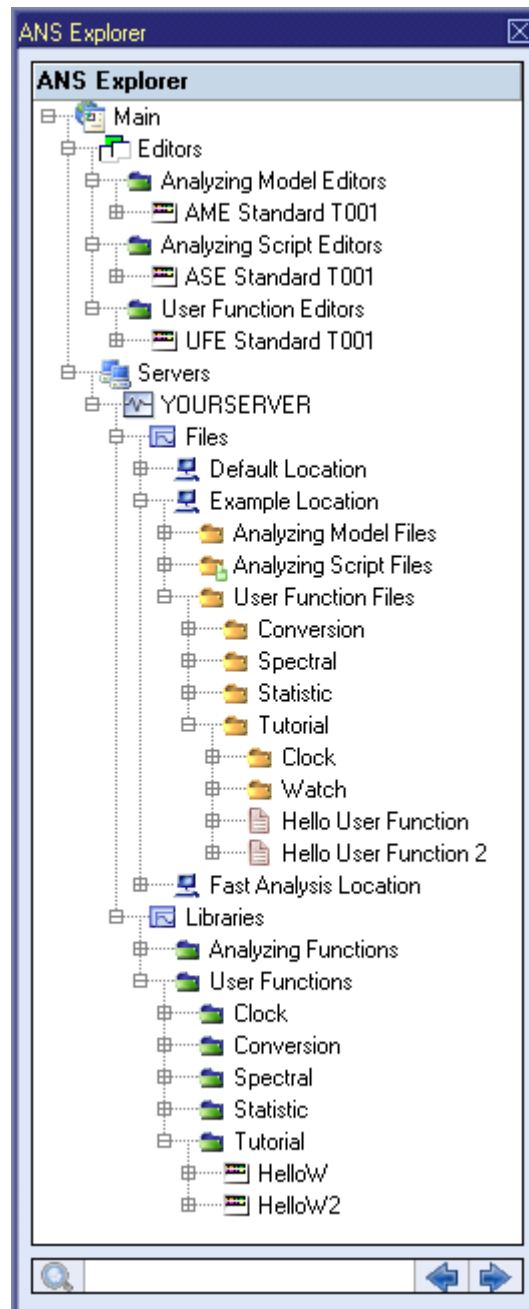 ANS Explorer
ANS Explorer
Main
Editors
Analyzing Model Editors
AME Standard T001
Analyzing Script Editors
ASE Standard T001
User Function Editors
UFE Standard T001
Servers
YOURSERVER
Files
Default Location
Example Location
Analyzing Model Files
Analyzing Script Files
User Function Files
Conversion
Spectral
Statistic
Tutorial
Clock
Watch
Hello User Function
Hello User Function 2
Fast Analysis Location
Libraries
Analyzing Functions
User Functions
Clock
Conversion
Spectral
Statistic
Tutorial
HelloW
HelloW2